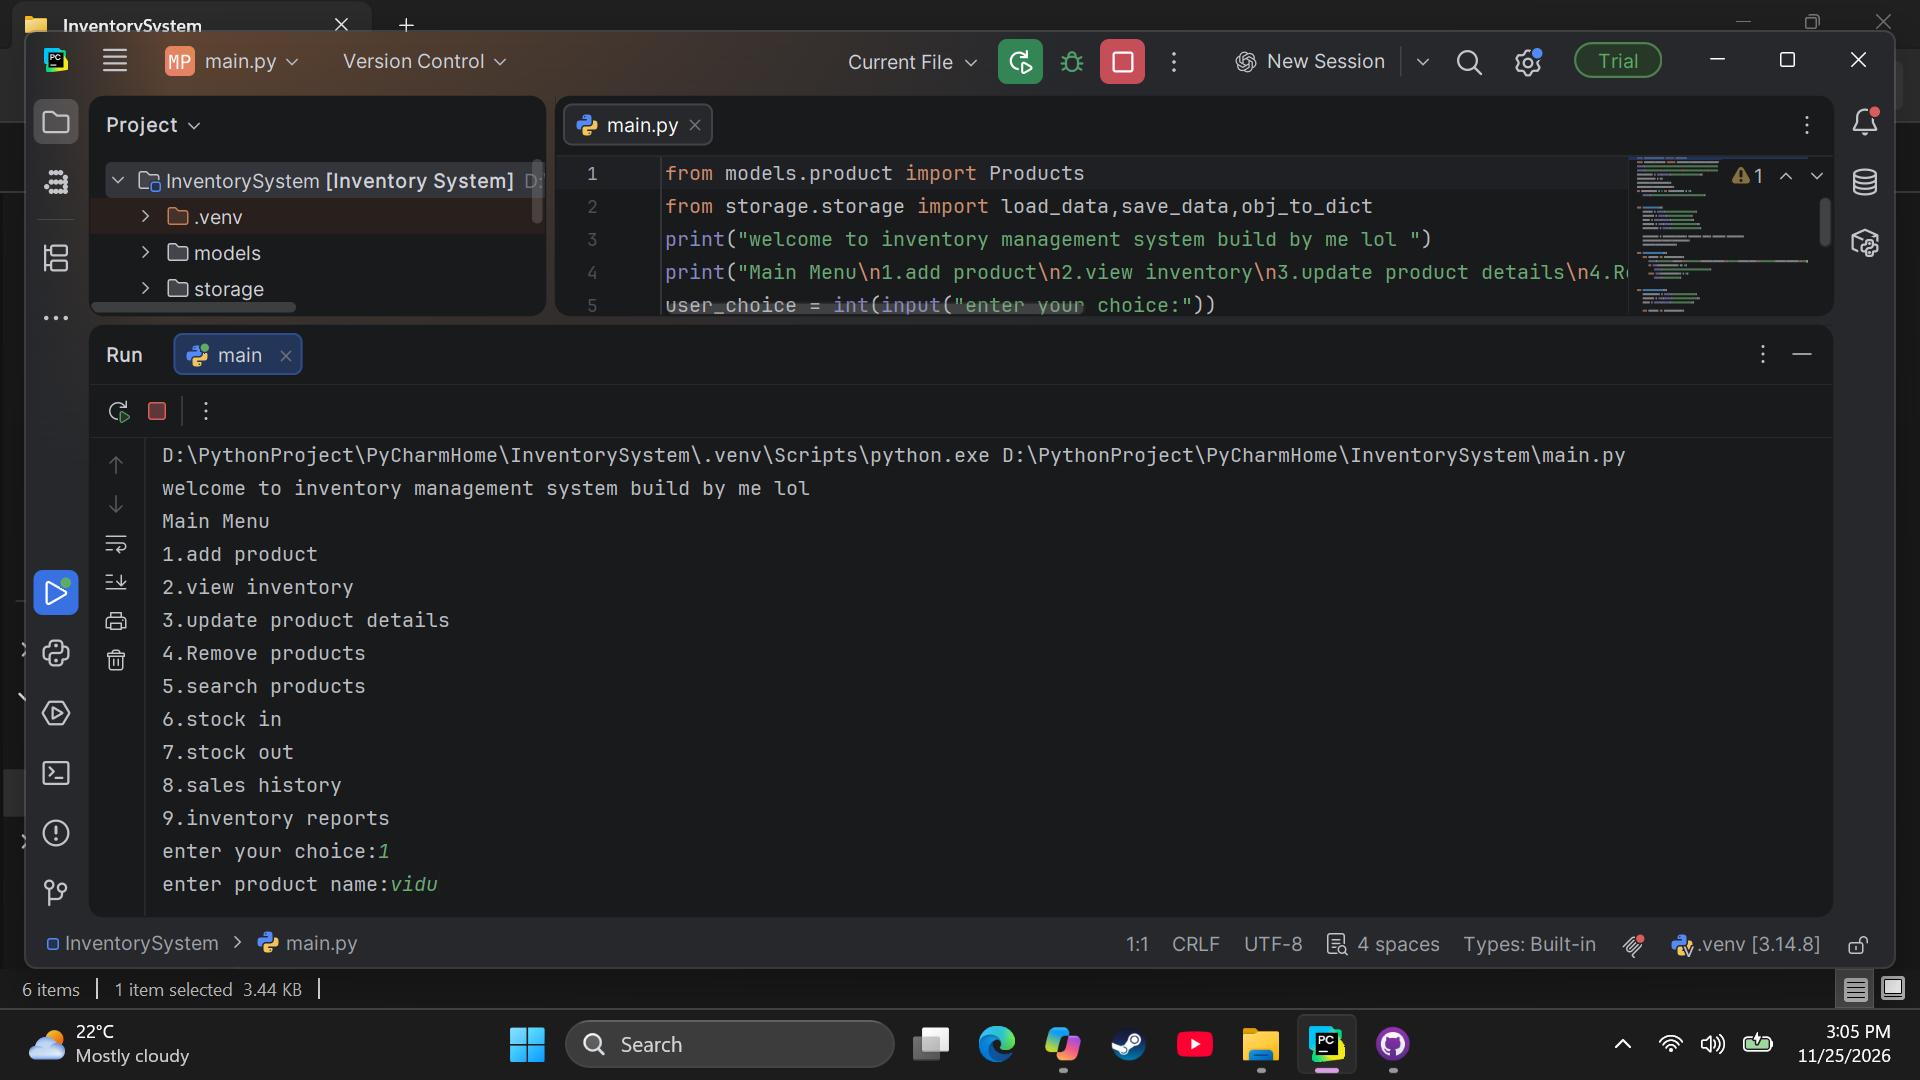 InventorySystem
MP main.py
Version Control
Current File
New Session
Trial
Project
main.py
InventorySystem [Inventory System] D:
.venv
models
storage
1 from models.product import Products
2 from storage.storage import load_data,save_data,obj_to_dict
3 print("welcome to inventory management system build by me lol ")
4 print("Main Menu\n1.add product\n2.view inventory\n3.update product details\n4.Re
5 user_choice = int(input("enter your choice:"))
1
Run
main
D:\PythonProject\PyCharmHome\InventorySystem\.venv\Scripts\python.exe D:\PythonProject\PyCharmHome\InventorySystem\main.py
welcome to inventory management system build by me lol
Main Menu
1.add product
2.view inventory
3.update product details
4.Remove products
5.search products
6.stock in
7.stock out
8.sales history
9.inventory reports
enter your choice:1
enter product name:vidu
InventorySystem > main.py
1:1 CRLF UTF-8 4 spaces Types: Built-in .venv [3.14.8]
6 items 1 item selected 3.44 KB
22°C
Mostly cloudy
Search
3:05 PM
11/25/2026